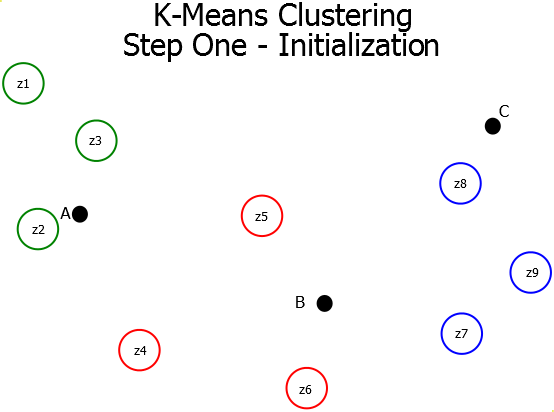 K-Means Clustering
Step One - Initialization
z1
C
z3
z8
A
z2
z5
z9
B
z7
z4
z6